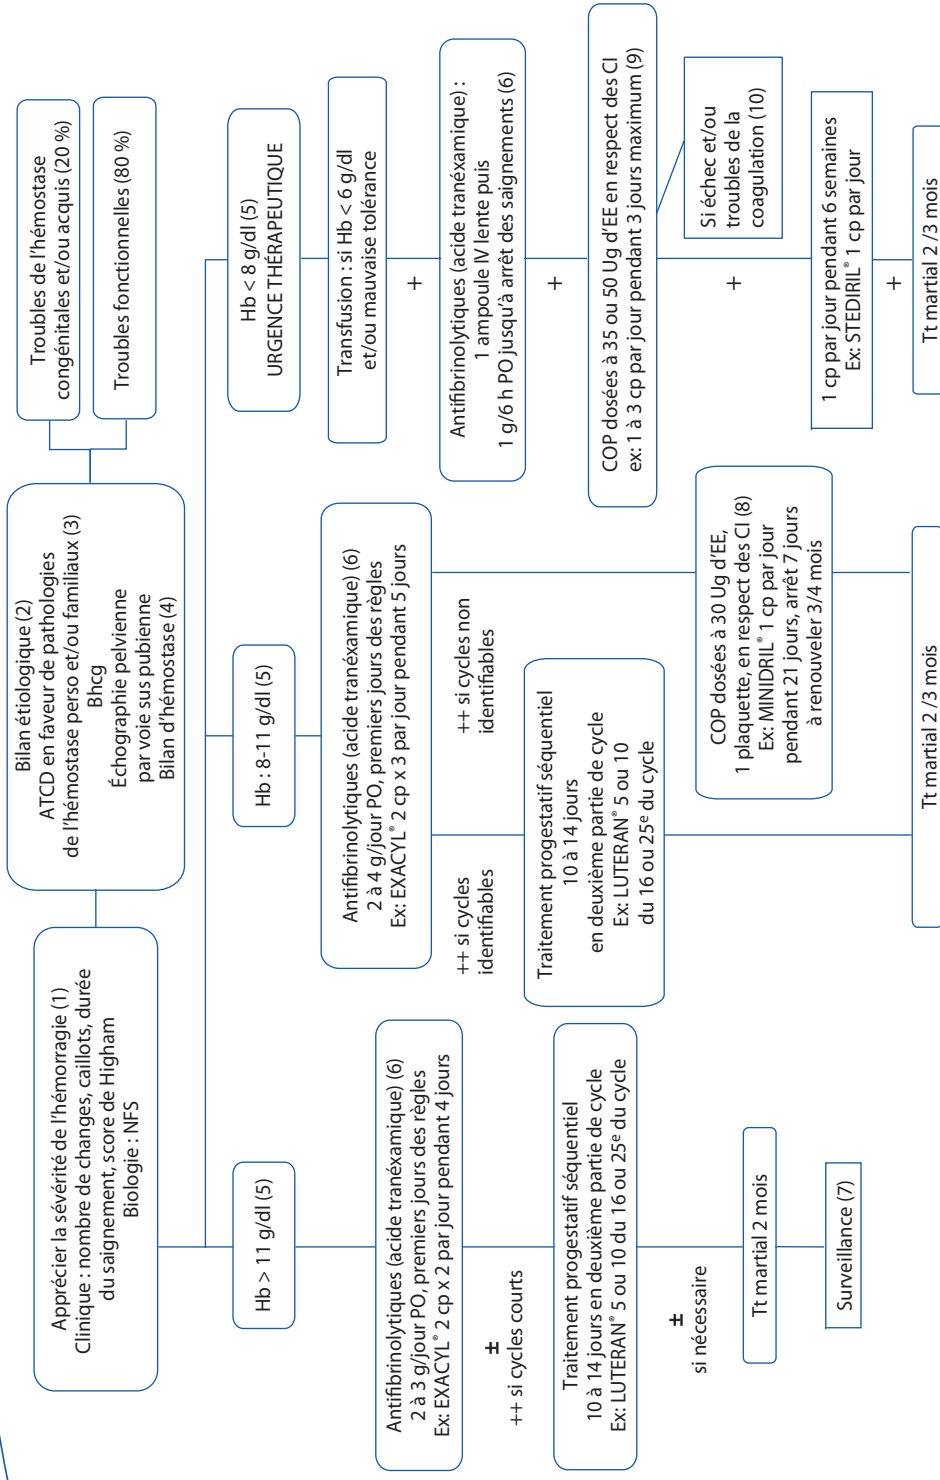 Apprécier la sévérité de l'hémorragie (1)
Clinique : nombre de changes, caillots, durée
du saignement, score de Higham
Biologie : NFS
Bilan étiologique (2)
ATCD en faveur de pathologies
de l'hémostase perso et/ou familiaux (3)
Bhcg
Échographie pelvienne
par voie sus pubienne
Bilan d'hémostase (4)
Troubles de l'hémostase
congénitales et/ou acquis (20 %)
Troubles fonctionnelles (80 %)
Hb > 11 g/dl (5)
Antifibrinolytiques (acide tranéxamique) (6)
2 à 3 g/jour PO, premiers jours des règles
Ex: EXACYL® 2 cp x 2 par jour pendant 4 jours
±
++ si cycles courts
Traitement progestatif séquentiel
10 à 14 jours en deuxième partie de cycle
Ex: LUTERAN® 5 ou 10 du 16 ou 25e du cycle
±
si nécessaire
Tt martial 2 mois
Surveillance (7)
Hb : 8-11 g/dl (5)
Antifibrinolytiques (acide tranéxamique) (6)
2 à 4 g/jour PO, premiers jours des règles
Ex: EXACYL® 2 cp x 3 par jour pendant 5 jours
++ si cycles
identifiables
++ si cycles non
identifiables
Traitement progestatif séquentiel
10 à 14 jours
en deuxième partie de cycle
Ex: LUTERAN® 5 ou 10
du 16 ou 25e du cycle
COP dosées à 30 Ug d'EE,
1 plaquette, en respect des CI (8)
Ex: MINIDRIL® 1 cp par jour
pendant 21 jours, arrêt 7 jours
à renouveler 3/4 mois
Tt martial 2 /3 mois
Hb < 8 g/dl (5)
URGENCE THÉRAPEUTIQUE
Transfusion : si Hb < 6 g/dl
et/ou mauvaise tolérance
+
Antifibrinolytiques (acide tranéxamique) :
1 ampoule IV lente puis
1 g/6 h PO jusqu'à arrêt des saignements (6)
+
COP dosées à 35 ou 50 Ug d'EE en respect des CI
ex: 1 à 3 cp par jour pendant 3 jours maximum (9)
Si échec et/ou
troubles de la
coagulation (10)
+
1 cp par jour pendant 6 semaines
Ex: STEDIRIL® 1 cp par jour
+
Tt martial 2 /3 mois